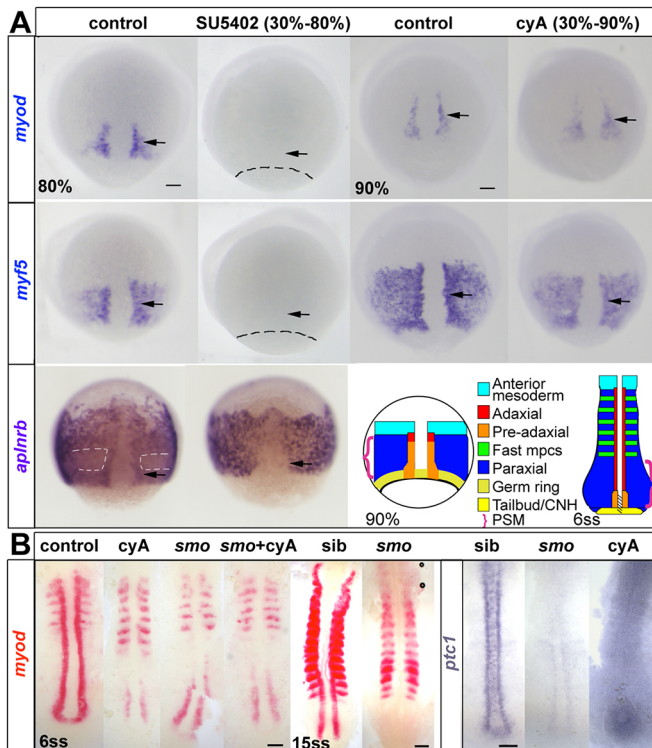 A
control
SU5402 (30%-80%)
control
cyA (30%-90%)
myod
80%
90%
myf5
aplnrb
Anterior
mesoderm
Adaxial
Pre-adaxial
Fast mpcs
Paraxial
Germ ring
Tailbud/CNH
} PSM
90%
6ss
B
control
cyA
smo
smo+cyA
sib
smo
sib
smo
cyA
myod
ptc1
6ss
15ss